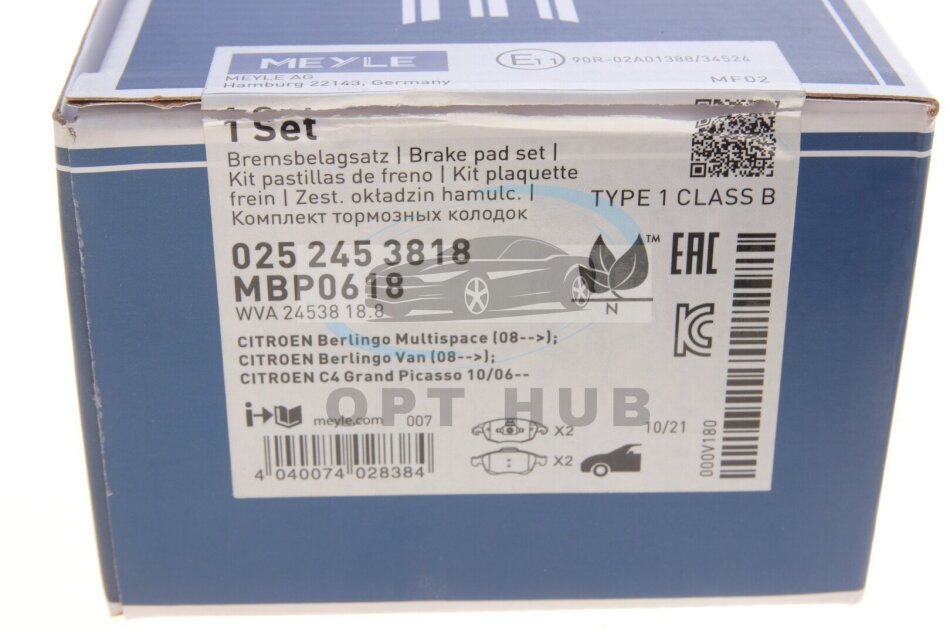 MEYLE
MEYLE AG
Hamburg 22143, Germany
E11 90R-02A01388/34524
MF02
1 Set
Bremsbelagsatz | Brake pad set |
Kit pastillas de freno | Kit plaquette
frein | Zest. okładzin hamulc. |
Комплект тормозных колодок
TYPE 1 CLASS B
025 245 3818
MBP0618
WVA 24538 18.8
TM
N
EAC
KC
CITROEN Berlingo Multispace (08-->);
CITROEN Berlingo Van (08-->);
CITROEN C4 Grand Picasso 10/06--
OPT HUB
i
meyle.com 007
X2
X2
10/21
000V180
4 040074 028384